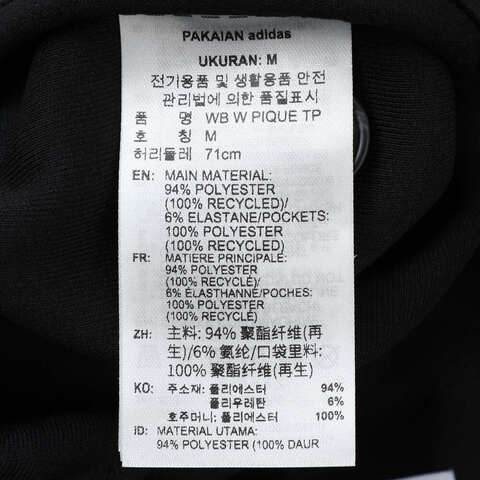 PAKAIAN adidas
UKURAN: M
전기용품 및 생활용품 안전
관리법에 의한 품질표시
품 명 WB W PIQUE TP
호 칭 M
허리둘레 71cm
EN: MAIN MATERIAL:
94% POLYESTER
(100% RECYCLED)/
6% ELASTANE/POCKETS:
100% POLYESTER
(100% RECYCLED)
FR: MATIERE PRINCIPALE:
94% POLYESTER
(100% RECYCLÉ)/
6% ÉLASTHANNE/POCHES:
100% POLYESTER
(100% RECYCLÉ)
ZH: 主料: 94% 聚酯纤维(再
生)/6% 氨纶/口袋里料:
100% 聚酯纤维(再生)
KO: 주소재: 폴리에스터 94%
폴리우레탄 6%
호주머니: 폴리에스터 100%
ID: MATERIAL UTAMA:
94% POLYESTER (100% DAUR